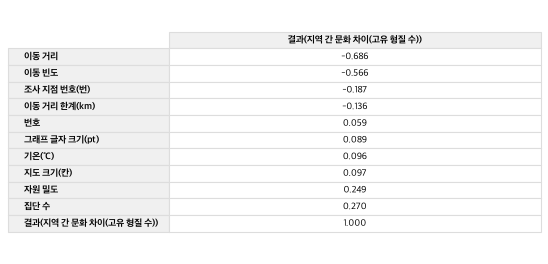 결과(지역 간 문화 차이(고유 형질 수))
이동 거리 -0.686
이동 빈도 -0.566
조사 지점 번호(번) -0.187
이동 거리 한계(km) -0.136
번호 0.059
그래프 글자 크기(pt) 0.089
기온(℃) 0.096
지도 크기(칸) 0.097
자원 밀도 0.249
집단 수 0.270
결과(지역 간 문화 차이(고유 형질 수)) 1.000